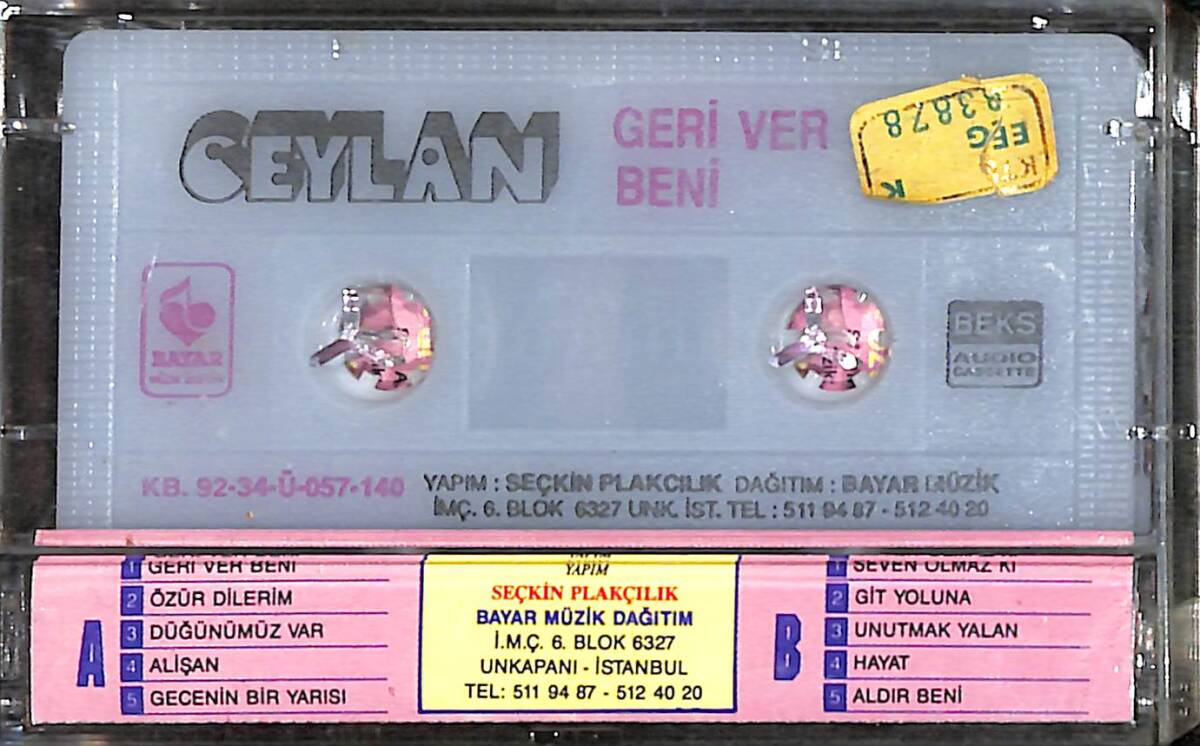 CEYLAN
GERİ VER
BENİ
83878
EEG
K
BAYAR
BEKS
AUDIO
CASSETTE
KB. 92-34-Ü-057-140
YAPIM : SEÇKİN PLAKCILIK DAĞITIM : BAYAR MÜZİK
İMÇ. 6. BLOK 6327 UNK. İST. TEL : 511 94 87 - 512 40 20
A
1 GERİ VER BENİ
2 ÖZÜR DİLERİM
3 DÜĞÜNÜMÜZ VAR
4 ALİŞAN
5 GECENİN BİR YARISI
YAPIM
SEÇKİN PLAKÇILIK
BAYAR MÜZİK DAĞITIM
İ.M.Ç. 6. BLOK 6327
UNKAPANI - İSTANBUL
TEL: 511 94 87 - 512 40 20
B
1 SEVEN OLMAZ Kİ
2 GİT YOLUNA
3 UNUTMAK YALAN
4 HAYAT
5 ALDIR BENİ